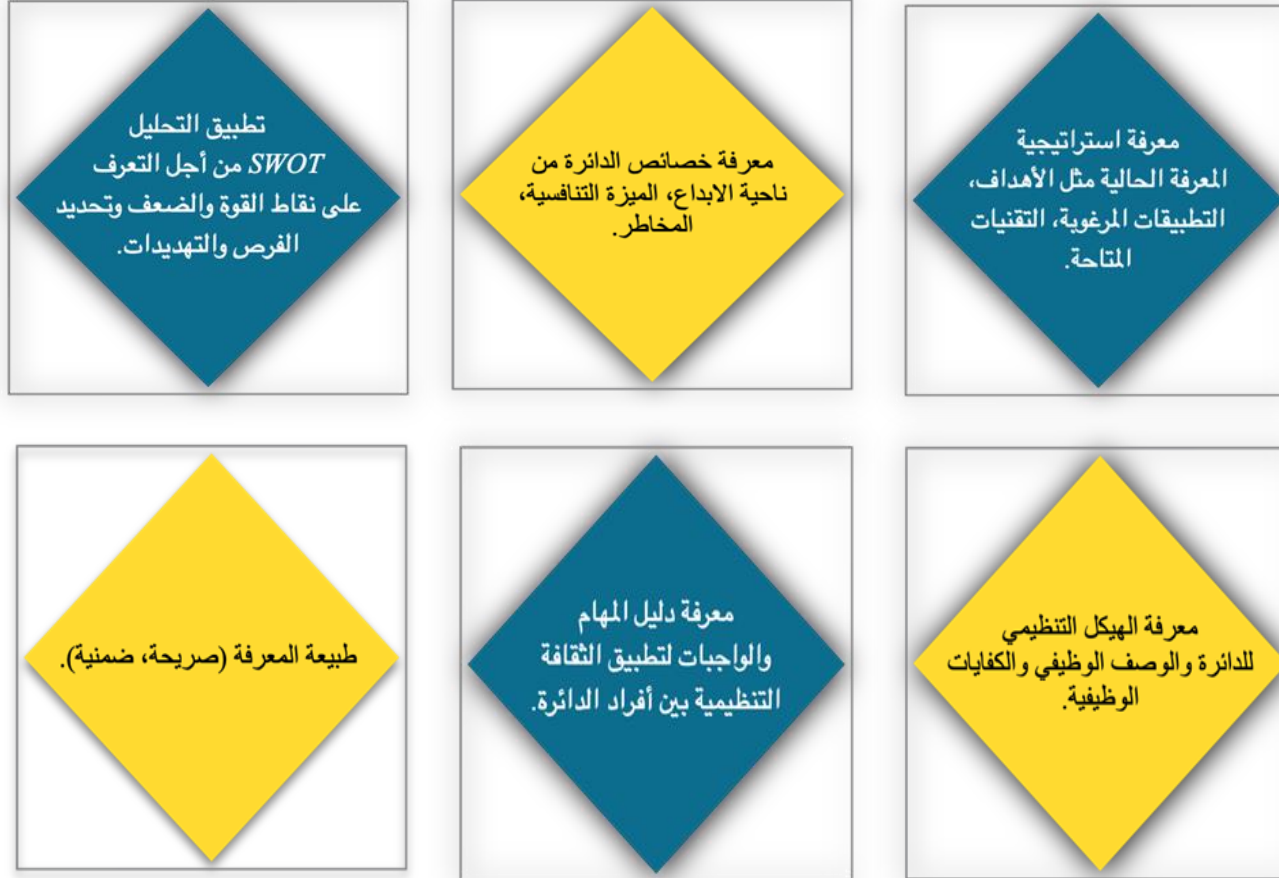 معرفة استراتيجية
المعرفة الحالية مثل الأهداف،
التطبيقات المرغوبة، التقنيات
المتاحة.
معرفة خصائص الدائرة من
ناحية الابداع، الميزة التنافسية،
المخاطر.
تطبيق التحليل
SWOT من أجل التعرف
على نقاط القوة والضعف وتحديد
الفرص والتهديدات.
معرفة الهيكل التنظيمي
للدائرة والوصف الوظيفي والكفايات
الوظيفية.
معرفة دليل المهام
والواجبات لتطبيق الثقافة
التنظيمية بين أفراد الدائرة.
طبيعة المعرفة (صريحة، ضمنية).